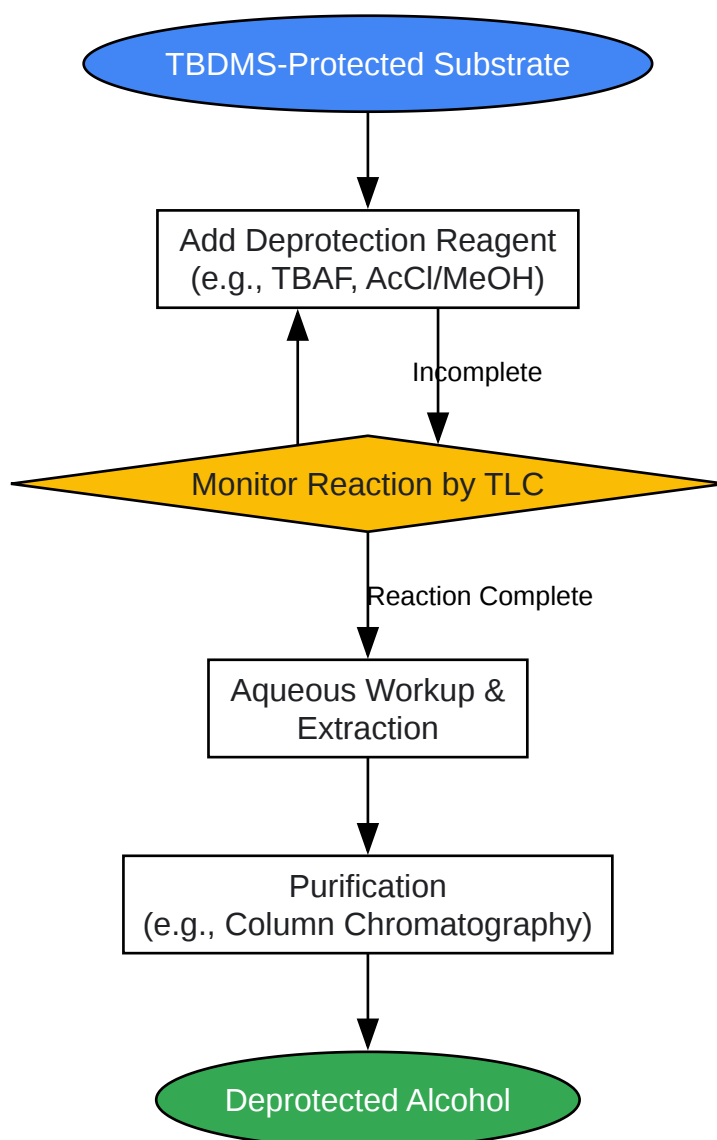 TBDMS-Protected Substrate
Add Deprotection Reagent
(e.g., TBAF, AcCl/MeOH)
Incomplete
Monitor Reaction by TLC
Reaction Complete
Aqueous Workup &
Extraction
Purification
(e.g., Column Chromatography)
Deprotected Alcohol